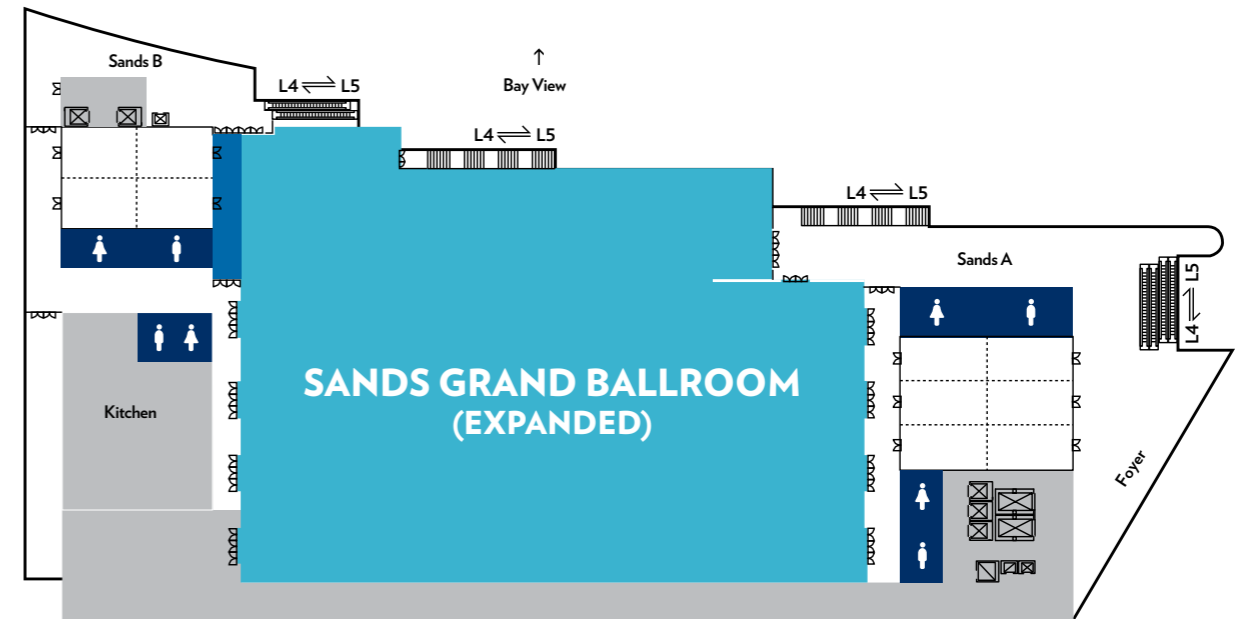 Sands B
Bay View
L4 L5
L4 L5
L4 L5
Sands A
L4 L5
SANDS GRAND BALLROOM
(EXPANDED)
Kitchen
Foyer